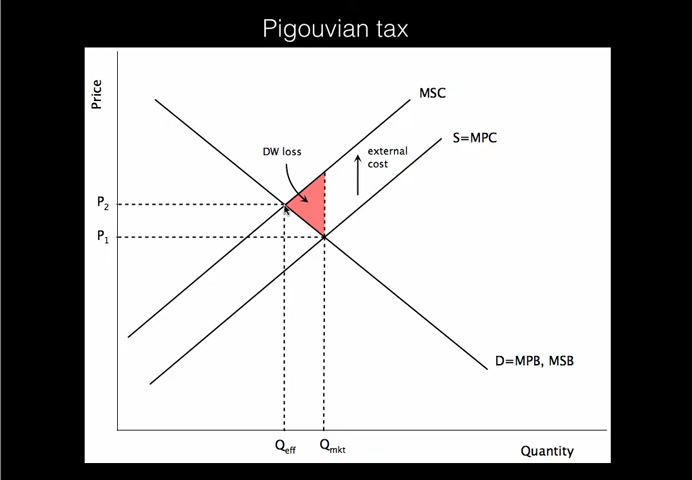 Pigouvian tax
Price
MSC
S=MPC
DW loss
external
cost
P₂
P₁
D=MPB, MSB
Qeff
Qmkt
Quantity